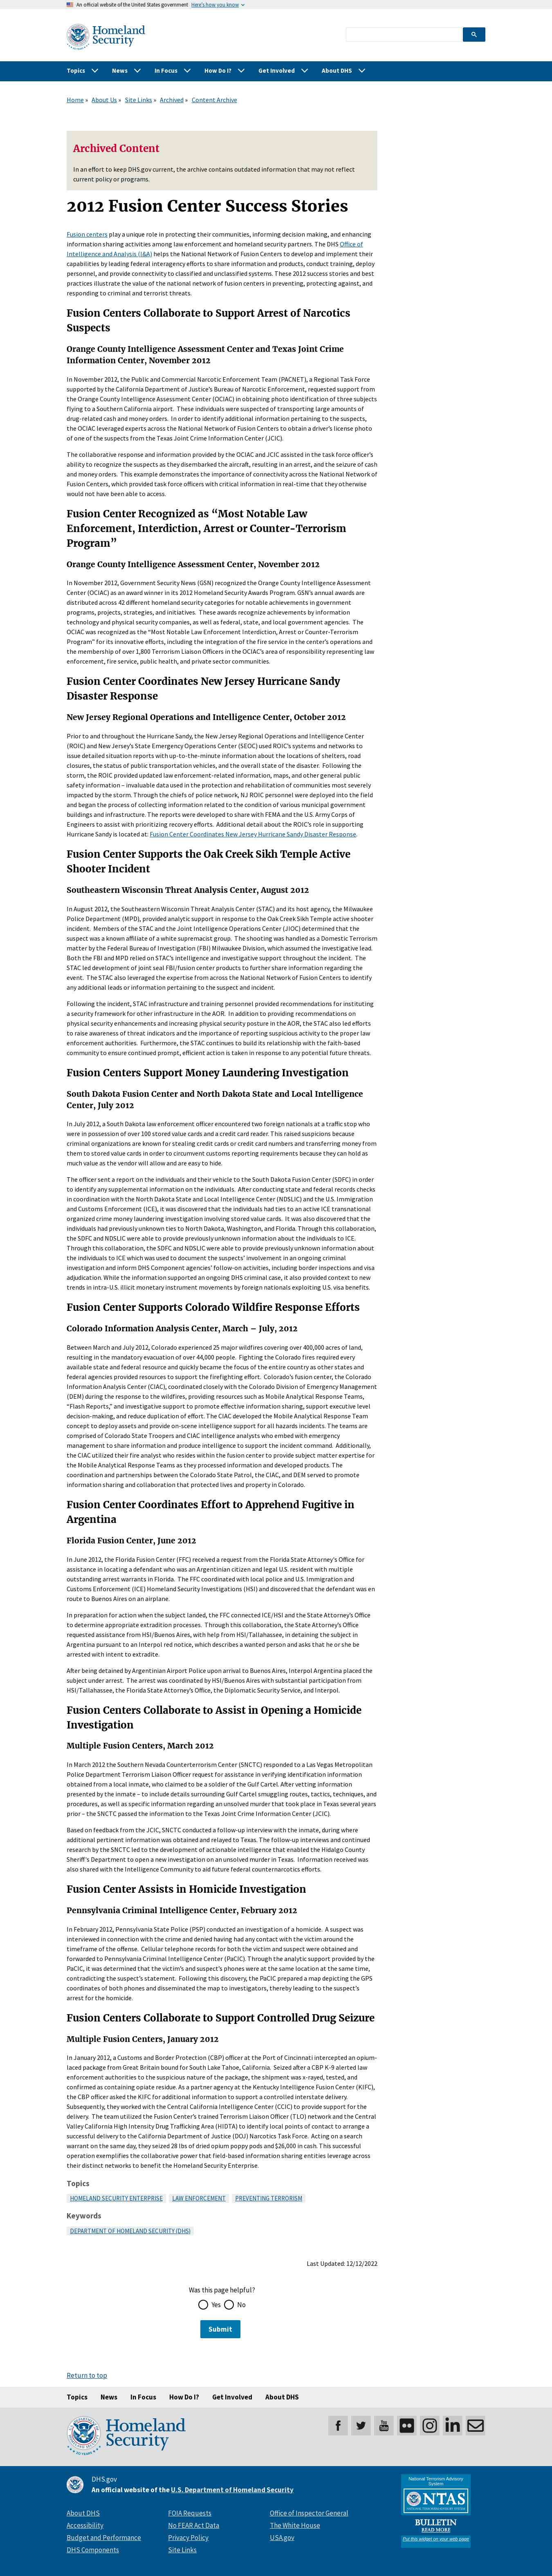 An official website of the United States government Here's how you know
Homeland
Security
Topics News In Focus How Do I? Get Involved About DHS
Home » About Us » Site Links » Archived » Content Archive
Archived Content
In an effort to keep DHS.gov current, the archive contains outdated information that may not reflect
current policy or programs.
2012 Fusion Center Success Stories
Fusion centers play a unique role in protecting their communities, informing decision making, and enhancing
information sharing activities among law enforcement and homeland security partners. The DHS Office of
Intelligence and Analysis (I&A) helps the National Network of Fusion Centers to develop and implement their
capabilities by leading federal interagency efforts to share information and products, conduct training, deploy
personnel, and provide connectivity to classified and unclassified systems. These 2012 success stories and best
practices illustrate the value of the national network of fusion centers in preventing, protecting against, and
responding to criminal and terrorist threats.
Fusion Centers Collaborate to Support Arrest of Narcotics
Suspects
Orange County Intelligence Assessment Center and Texas Joint Crime
Information Center, November 2012
In November 2012, the Public and Commercial Narcotic Enforcement Team (PACNET), a Regional Task Force
supported by the California Department of Justice's Bureau of Narcotic Enforcement, requested support from
the Orange County Intelligence Assessment Center (OCIAC) in obtaining photo identification of three subjects
flying to a Southern California airport. These individuals were suspected of transporting large amounts of
drug-related cash and money orders. In order to identify all potential information pertaining to these
subjects, the OCIAC leveraged experts across the National Network of Fusion Centers to obtain a driver's license photo
of one of the suspects from the Texas Joint Crime Information Center (JCIC).
The collaborative response and information provided by the OCIAC and JCIC assisted in the task force officer's
ability to recognize the suspects as they disembarked the aircraft, resulting in an arrest, and the seizure of cash
and money orders. This example demonstrates the importance of connectivity across the National Network of
Fusion Centers, which provided task force officers with critical information in real-time that they otherwise
would not have been able to access.
Fusion Center Recognized as “Most Notable Law
Enforcement, Interdiction, Arrest or Counter-Terrorism
Program”
Orange County Intelligence Assessment Center, November 2012
In November 2012, Government Security News (GSN) recognized the Orange County Intelligence Assessment
Center (OCIAC) as an award winner in its 2012 Homeland Security Awards Program. GSN's annual awards are
distributed across 42 different homeland security categories for notable achievements in government
programs, projects, strategies, and initiatives. These awards recognize achievements by information
technology and physical security companies, as well as federal, state, and local government agencies. The
OCIAC was recognized as the “Most Notable Law Enforcement Interdiction, Arrest or Counter-Terrorism
Program” for its innovative efforts, including the integration of the fire service in the center's operations and
the membership of over 1,800 Terrorism Liaison Officers in the OCIAC's area of responsibility representing law
enforcement, fire service, public health, and private sector communities.
Fusion Center Coordinates New Jersey Hurricane Sandy
Disaster Response
New Jersey Regional Operations and Intelligence Center, October 2012
Prior to and throughout the Hurricane Sandy, the New Jersey Regional Operations and Intelligence Center
(ROIC) and New Jersey's State Emergency Operations Center (SEOC) used ROIC's systems and networks to
issue detailed situation reports with up-to-the-minute information about the locations of shelters, road
closures, the status of public transportation vehicles, and the overall state of the disaster. Following the
storm, the ROIC provided updated law enforcement-related information, maps, and other general public
safety information – invaluable data used in the preparation and rehabilitation of communities most severely
impacted by the storm. Through the chiefs of police network, NJ ROIC personnel were deployed into the field
and began the process of collecting information related to the situation of various municipal government
buildings and infrastructure. The reports were developed to share with FEMA and the U.S. Army Corps of
Engineers to assist with prioritizing recovery efforts. Additional detail about the ROIC's role in supporting
Hurricane Sandy is located at: Fusion Center Coordinates New Jersey Hurricane Sandy Disaster Response.
Fusion Center Supports the Oak Creek Sikh Temple Active
Shooter Incident
Southeastern Wisconsin Threat Analysis Center, August 2012
In August 2012, the Southeastern Wisconsin Threat Analysis Center (STAC) and its host agency, the Milwaukee
Police Department (MPD), provided analytic support in response to the Oak Creek Sikh Temple active shooter
incident. Members of the STAC and the Joint Intelligence Operations Center (JIOC) determined that the
suspect was a known affiliate of a white supremacist group. The shooting was handled as a Domestic Terrorism
matter by the Federal Bureau of Investigation (FBI) Milwaukee Division, which assumed the investigative lead.
Both the FBI and MPD relied on STAC's intelligence and information support throughout the incident. The
STAC led development of joint seal FBI/fusion center products to further share information regarding the
event. The STAC also leveraged the expertise from across the National Network of Fusion Centers to identify
any additional leads or information pertaining to the suspect and the incident.
Following the incident, STAC infrastructure and training personnel provided recommendations for instituting
a security framework for other infrastructure in the AOR. In addition to providing recommendations on
physical security enhancements and increasing physical security posture in the AOR, the STAC also led efforts
to raise awareness of threat indicators and the importance of reporting suspicious activity to appropriate law
enforcement entities. Furthermore, the STAC continues to build its relationship with the faith-based
community to ensure continued prompt, efficient action is taken in response to any potential future threats.
Fusion Centers Support Money Laundering Investigation
South Dakota Fusion Center and North Dakota State and Local Intelligence
Center, July 2012
In July 2012, a South Dakota law enforcement officer encountered two foreign nationals at a traffic stop who
were in possession of over 100 stored value cards and a credit card reader. This raised suspicions because
criminal organizations are known for stealing credit cards or credit card numbers and transferring money from
them to stored value cards in order to circumvent customs reporting requirements because they can hold as
much value as the vendor will allow and are easy to hide.
The officer sent a report on the individuals and their vehicle to the South Dakota Fusion Center (SDFC) in order
to identify any supplemental information on the individuals. After conducting state and federal records checks
in coordination with the North Dakota State and Local Intelligence Center (NDSLIC) and the U.S. Immigration
and Customs Enforcement (ICE), it was discovered that the individuals had ties to an active ICE transnational
organized crime money laundering investigation involving stored value cards. It was also discovered that the
individuals had previously unknown ties to North Dakota, Washington, and Florida. Through this collaboration,
the SDFC and NDSLIC were able to provide previously unknown information about the individuals to ICE.
Through this collaboration, the SDFC and NDSLIC were able to provide previously unknown information about
the individuals to ICE which was used to document the suspects' involvement in an ongoing criminal
investigation and inform DHS Component agencies' follow-on activities, including border inspections and visa
adjudication. While the information supported an ongoing DHS criminal case, it also provided context to new
trends in intra-U.S. illicit monetary instrument movements by foreign nationals exploiting U.S. visa benefits.
Fusion Center Supports Colorado Wildfire Response Efforts
Colorado Information Analysis Center, March – July, 2012
Between March and July 2012, Colorado experienced 25 major wildfires covering over 400,000 acres of land,
resulting in the mandatory evacuation of over 44,000 people. Fighting the Colorado fires required every
available state and federal resource and quickly became the focus of the entire country as other states and
federal agencies provided resources to support the firefighting effort. Colorado's fusion center, the Colorado
Information Analysis Center (CIAC), coordinated closely with the Colorado Division of Emergency Management
(DEM) during the response to the wildfires, providing resources such as Mobile Analytical Response Teams,
“Flash Reports,” and investigative support to promote effective information sharing, support executive level
decision-making, and reduce duplication of effort. The CIAC developed the Mobile Analytical Response Team
concept to deploy assets and provide on-scene intelligence support for all hazards incidents. The teams are
comprised of Colorado State Troopers and CIAC intelligence analysts who embed with emergency
management to share information and produce intelligence to support the incident command. Additionally, the
CIAC utilized their fire analyst who resides within the fusion center to provide subject matter expertise for the
Mobile Analytical Response Teams as they processed information and developed products. The
coordination and partnerships between the Colorado State Patrol, the CIAC, and DEM served to promote
information sharing and collaboration that protected lives and property in Colorado.
Fusion Center Coordinates Effort to Apprehend Fugitive in
Argentina
Florida Fusion Center, June 2012
In June 2012, the Florida Fusion Center (FFC) received a request from the Florida State Attorney's Office for
assistance in locating a defendant who was an Argentinian citizen and legal U.S. resident with an
outstanding arrest warrant in Florida. The FFC coordinated with local police and U.S. Immigration and
Customs Enforcement (ICE) Homeland Security Investigations (HSI) and discovered the defendant was en
route to Buenos Aires on an airplane.
In preparation for action when the subject landed, the FFC connected ICE/HSI and the State Attorney's Office
to determine appropriate extradition processes. Through this collaboration, the State Attorney's Office
requested assistance from HSI/Buenos Aires, with help from HSI/Tallahassee, in detaining the subject in
Argentina pursuant to an Interpol red notice, which describes a wanted person and asks that he or she be
arrested with intent to extradite.
After being detained by Argentinian Airport Police upon arrival to Buenos Aires, Interpol Argentina placed the
subject under arrest. The arrest was coordinated by HSI/Buenos Aires with substantial participation from
HSI/Tallahassee, the Florida State Attorney's Office, the Diplomatic Security Service, and Interpol.
Fusion Centers Collaborate to Assist in Opening a Homicide
Investigation
Multiple Fusion Centers, March 2012
In March 2012 the Southern Nevada Counterterrorism Center (SNCTC) responded to a Las Vegas Metropolitan
Police Department Terrorism Liaison Officer request for assistance in verifying identification information
obtained from a local inmate, who claimed to be a soldier of the Gulf Cartel. After vetting information
presented by the inmate – to include details surrounding Gulf Cartel smuggling routes, tactics, techniques, and
procedures, as well as specific information regarding an unsolved murder that took place in Texas several years
prior – the SNCTC passed the information to the Texas Joint Crime Information Center (JCIC).
Based on feedback from the JCIC, SNCTC conducted a follow-up interview with the inmate, during where
additional pertinent information was obtained and relayed to Texas. The follow-up interview and continued
research by the SNCTC led to the development of actionable intelligence that enabled the Hidalgo County
Sheriff's Department to open a new investigation on an unsolved murder in Texas. Information received was
also shared with the Intelligence Community to aid future federal counternarcotics efforts.
Fusion Center Assists in Homicide Investigation
Pennsylvania Criminal Intelligence Center, February 2012
In February 2012, Pennsylvania State Police (PSP) conducted an investigation of a homicide. A suspect was
interviewed in connection with the crime and denied having had any contact with the victim around the
timeframe of the offense. Cellular telephone records for both the victim and suspect were obtained and
forwarded to Pennsylvania Criminal Intelligence Center (PaCIC). Through the analytic support provided by the
PaCIC, it was determined that the victim's and suspect's phones were at the same location at the same time,
contradicting the suspect's statement. Following this discovery, the PaCIC prepared a map depicting the GPS
coordinates of both phones and disseminated the map to investigators, thereby leading to the suspect's
arrest for the homicide.
Fusion Centers Collaborate to Support Controlled Drug Seizure
Multiple Fusion Centers, January 2012
In January 2012, a Customs and Border Protection (CBP) officer at the Port of Cincinnati intercepted an opium-
laced package from Great Britain bound for South Lake Tahoe, California. Seized after a CBP K-9 alerted law
enforcement authorities to the suspicious nature of the package, the shipment was x-rayed, tested, and
confirmed as containing opiate residue. As a partner agency at the Kentucky Intelligence Fusion Center (KIFC),
the CBP officer asked the KIFC for additional information to support a controlled delivery.
Subsequently, they worked with the Central California Intelligence Center (CCIC) to support the controlled
delivery. The team utilized the Fusion Center's trained Terrorism Liaison Officer (TLO) network and the Central
Valley California High Intensity Drug Trafficking Area (HIDTA) to identify local points of contact to arrange a
delivery to the California Department of Justice (DOJ) Narcotics Task Force. Acting on a search
warrant on the same day, they seized 28 lbs of dried opium poppy pods and $26,000 in cash. This successful
operation exemplifies the collaborative effort that partnerships in Fusion Centers provide resources across
their distinct networks to benefit the Homeland Security Enterprise.
Topics
HOMELAND SECURITY ENTERPRISE LAW ENFORCEMENT PREVENTING TERRORISM
Keywords
DEPARTMENT OF HOMELAND SECURITY (DHS)
Last Updated: 12/12/2022
Was this page helpful?
Yes No
Submit
Return to top
Topics News In Focus How Do I? Get Involved About DHS
Homeland
Security
DHS.gov
An official website of the U.S. Department of Homeland Security
About DHS FOIA Requests Office of Inspector General
Accessibility No FEAR Act Data The White House
Budget and Performance Privacy Policy USA.gov
DHS Components Site Links
National Terrorism Advisory
System
NTAS
BULLETIN
READ MORE
Put this widget on your web page